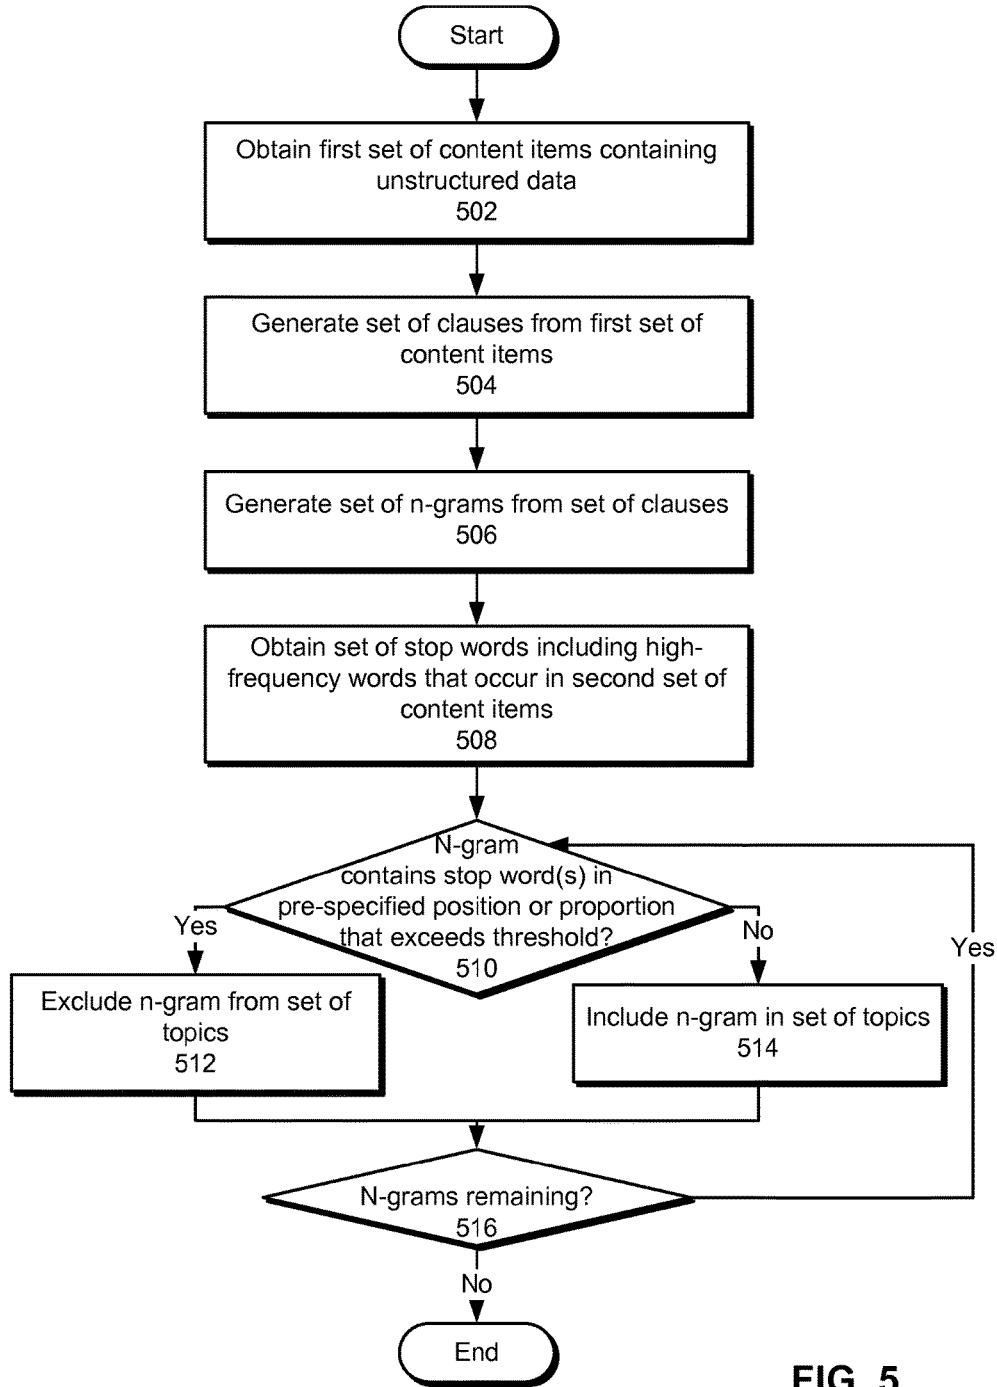 Start
Obtain first set of content items containing
unstructured data
502
Generate set of clauses from first set of
content items
504
Generate set of n-grams from set of clauses
506
Obtain set of stop words including high-
frequency words that occur in second set of
content items
508
N-gram
contains stop word(s) in
pre-specified position or proportion
that exceeds threshold?
510
Yes
No
Yes
Exclude n-gram from set of
topics
512
Include n-gram in set of topics
514
N-grams remaining?
516
No
End
FIG. 5